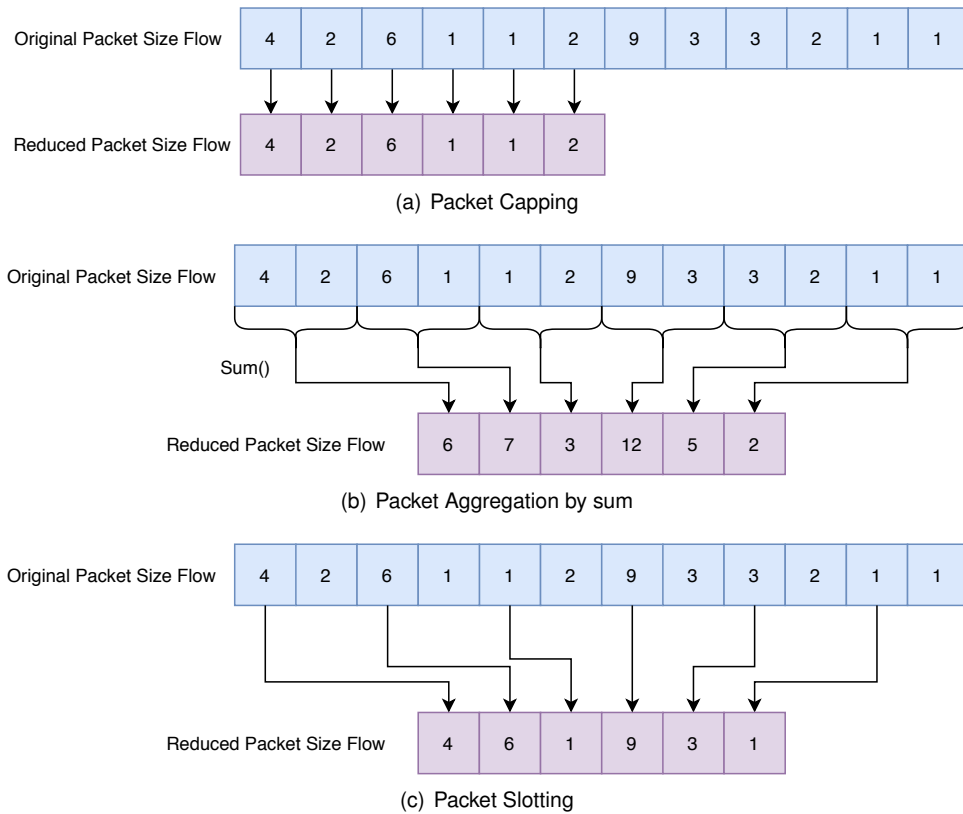 Original Packet Size Flow 4 2 6 1 1 2 9 3 3 2 1 1
Reduced Packet Size Flow 4 2 6 1 1 2
(a) Packet Capping
Original Packet Size Flow 4 2 6 1 1 2 9 3 3 2 1 1
Sum()
Reduced Packet Size Flow 6 7 3 12 5 2
(b) Packet Aggregation by sum
Original Packet Size Flow 4 2 6 1 1 2 9 3 3 2 1 1
Reduced Packet Size Flow 4 6 1 9 3 1
(c) Packet Slotting